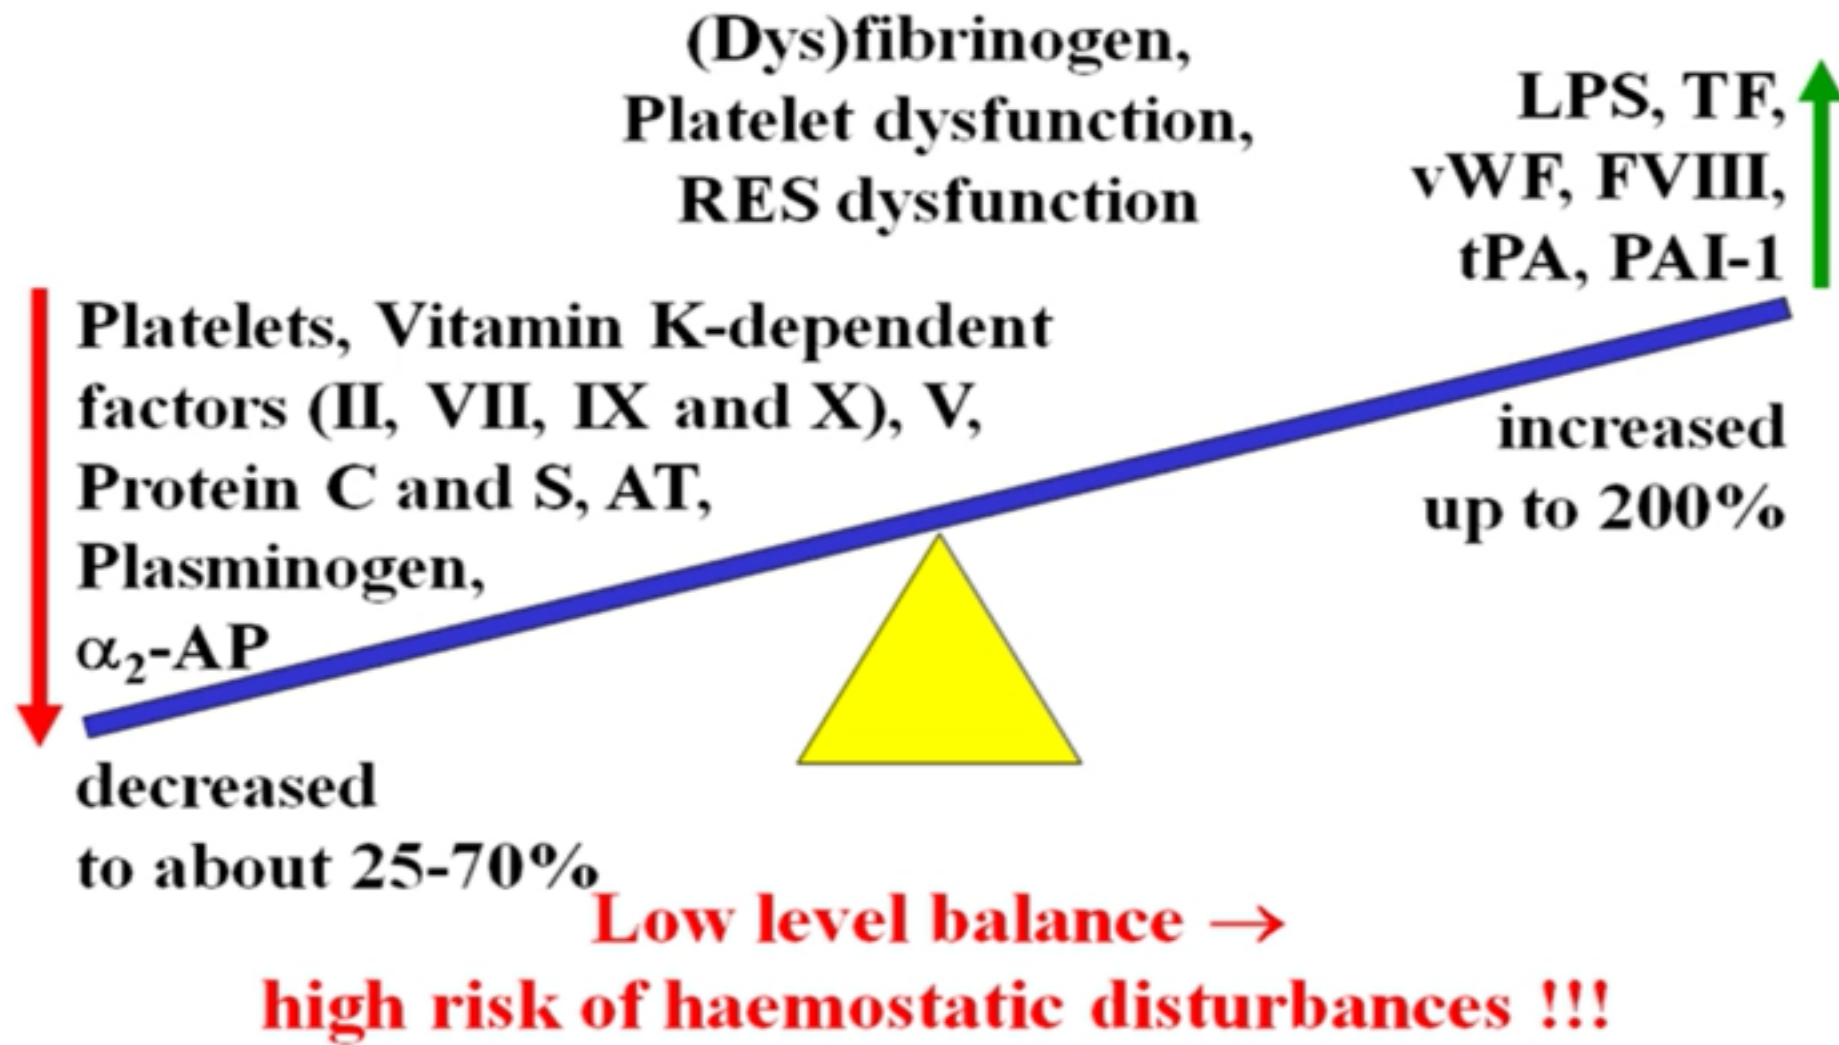 (Dys)fibrinogen,
Platelet dysfunction,
RES dysfunction
LPS, TF,
vWF, FVIII,
tPA, PAI-1
Platelets, Vitamin K-dependent
factors (II, VII, IX and X), V,
Protein C and S, AT,
Plasminogen,
α₂-AP
increased
up to 200%
decreased
to about 25-70%
Low level balance →
high risk of haemostatic disturbances !!!